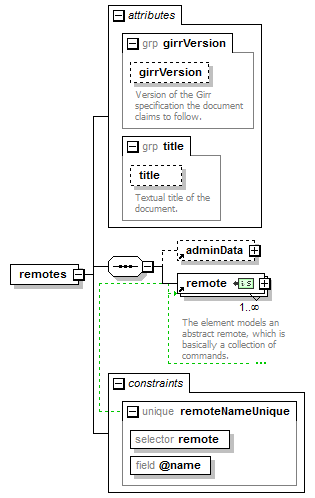 attributes
grp girrVersion
girrVersion
Version of the Girr
specification the document
claims to follow.
grp title
title
Textual title of the
document.
remotes
adminData
remote
1..∞
The element models an
abstract remote, which is
basically a collection of
commands.
constraints
unique remoteNameUnique
selector remote
field @name